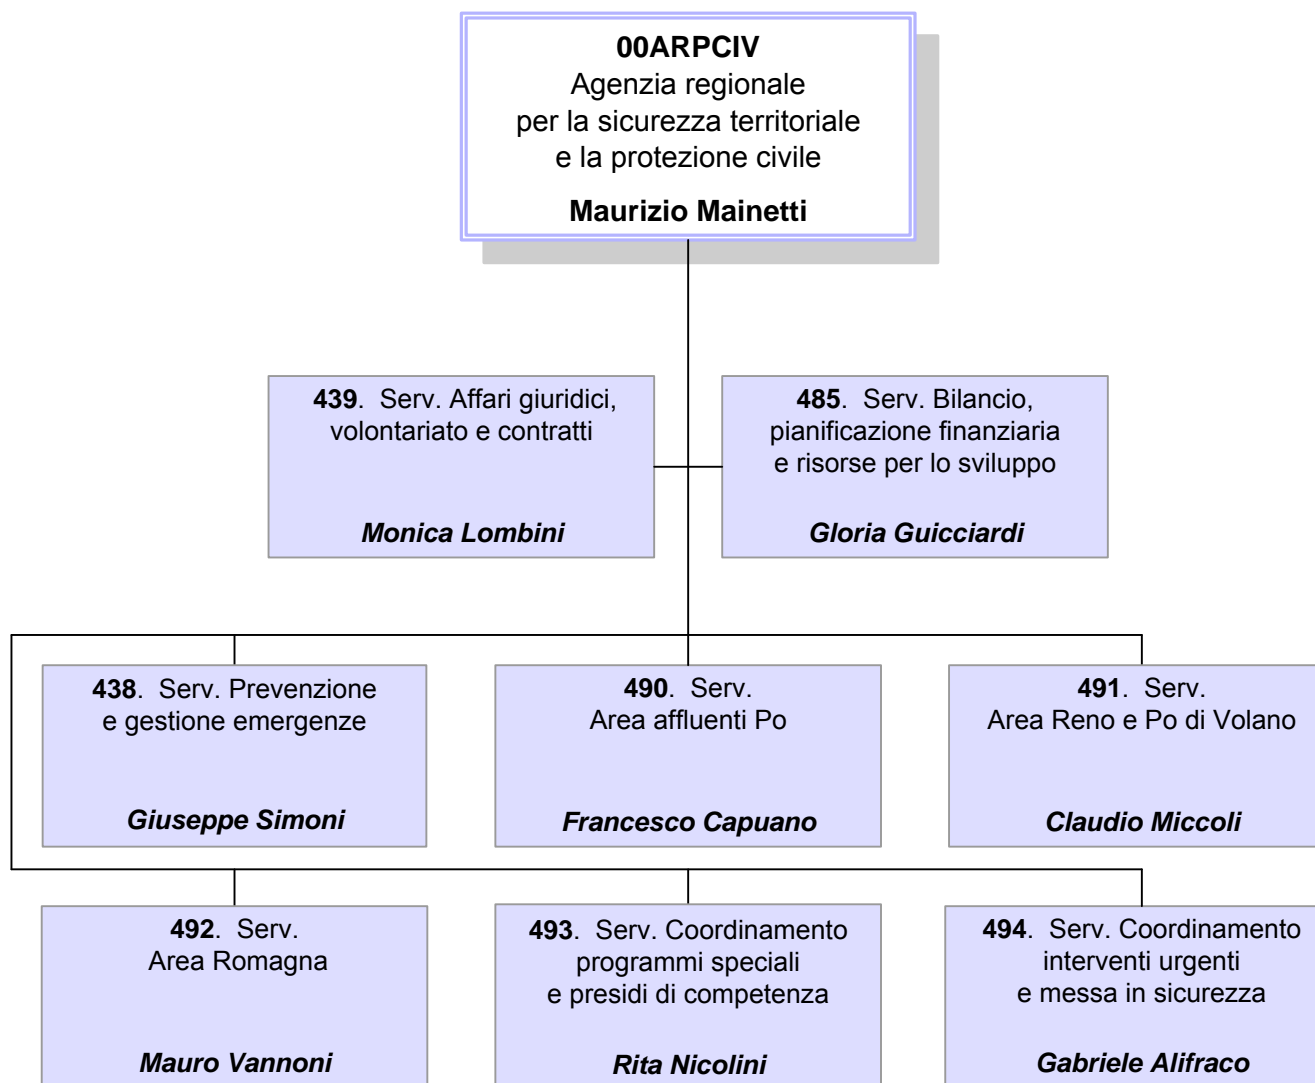 00ARPCIV
Agenzia regionale
per la sicurezza territoriale
e la protezione civile
Maurizio Mainetti
439. Serv. Affari giuridici,
volontariato e contratti
Monica Lombini
485. Serv. Bilancio,
pianificazione finanziaria
e risorse per lo sviluppo
Gloria Guicciardi
438. Serv. Prevenzione
e gestione emergenze
Giuseppe Simoni
490. Serv.
Area affluenti Po
Francesco Capuano
491. Serv.
Area Reno e Po di Volano
Claudio Miccoli
492. Serv.
Area Romagna
Mauro Vannoni
493. Serv. Coordinamento
programmi speciali
e presidi di competenza
Rita Nicolini
494. Serv. Coordinamento
interventi urgenti
e messa in sicurezza
Gabriele Alifraco